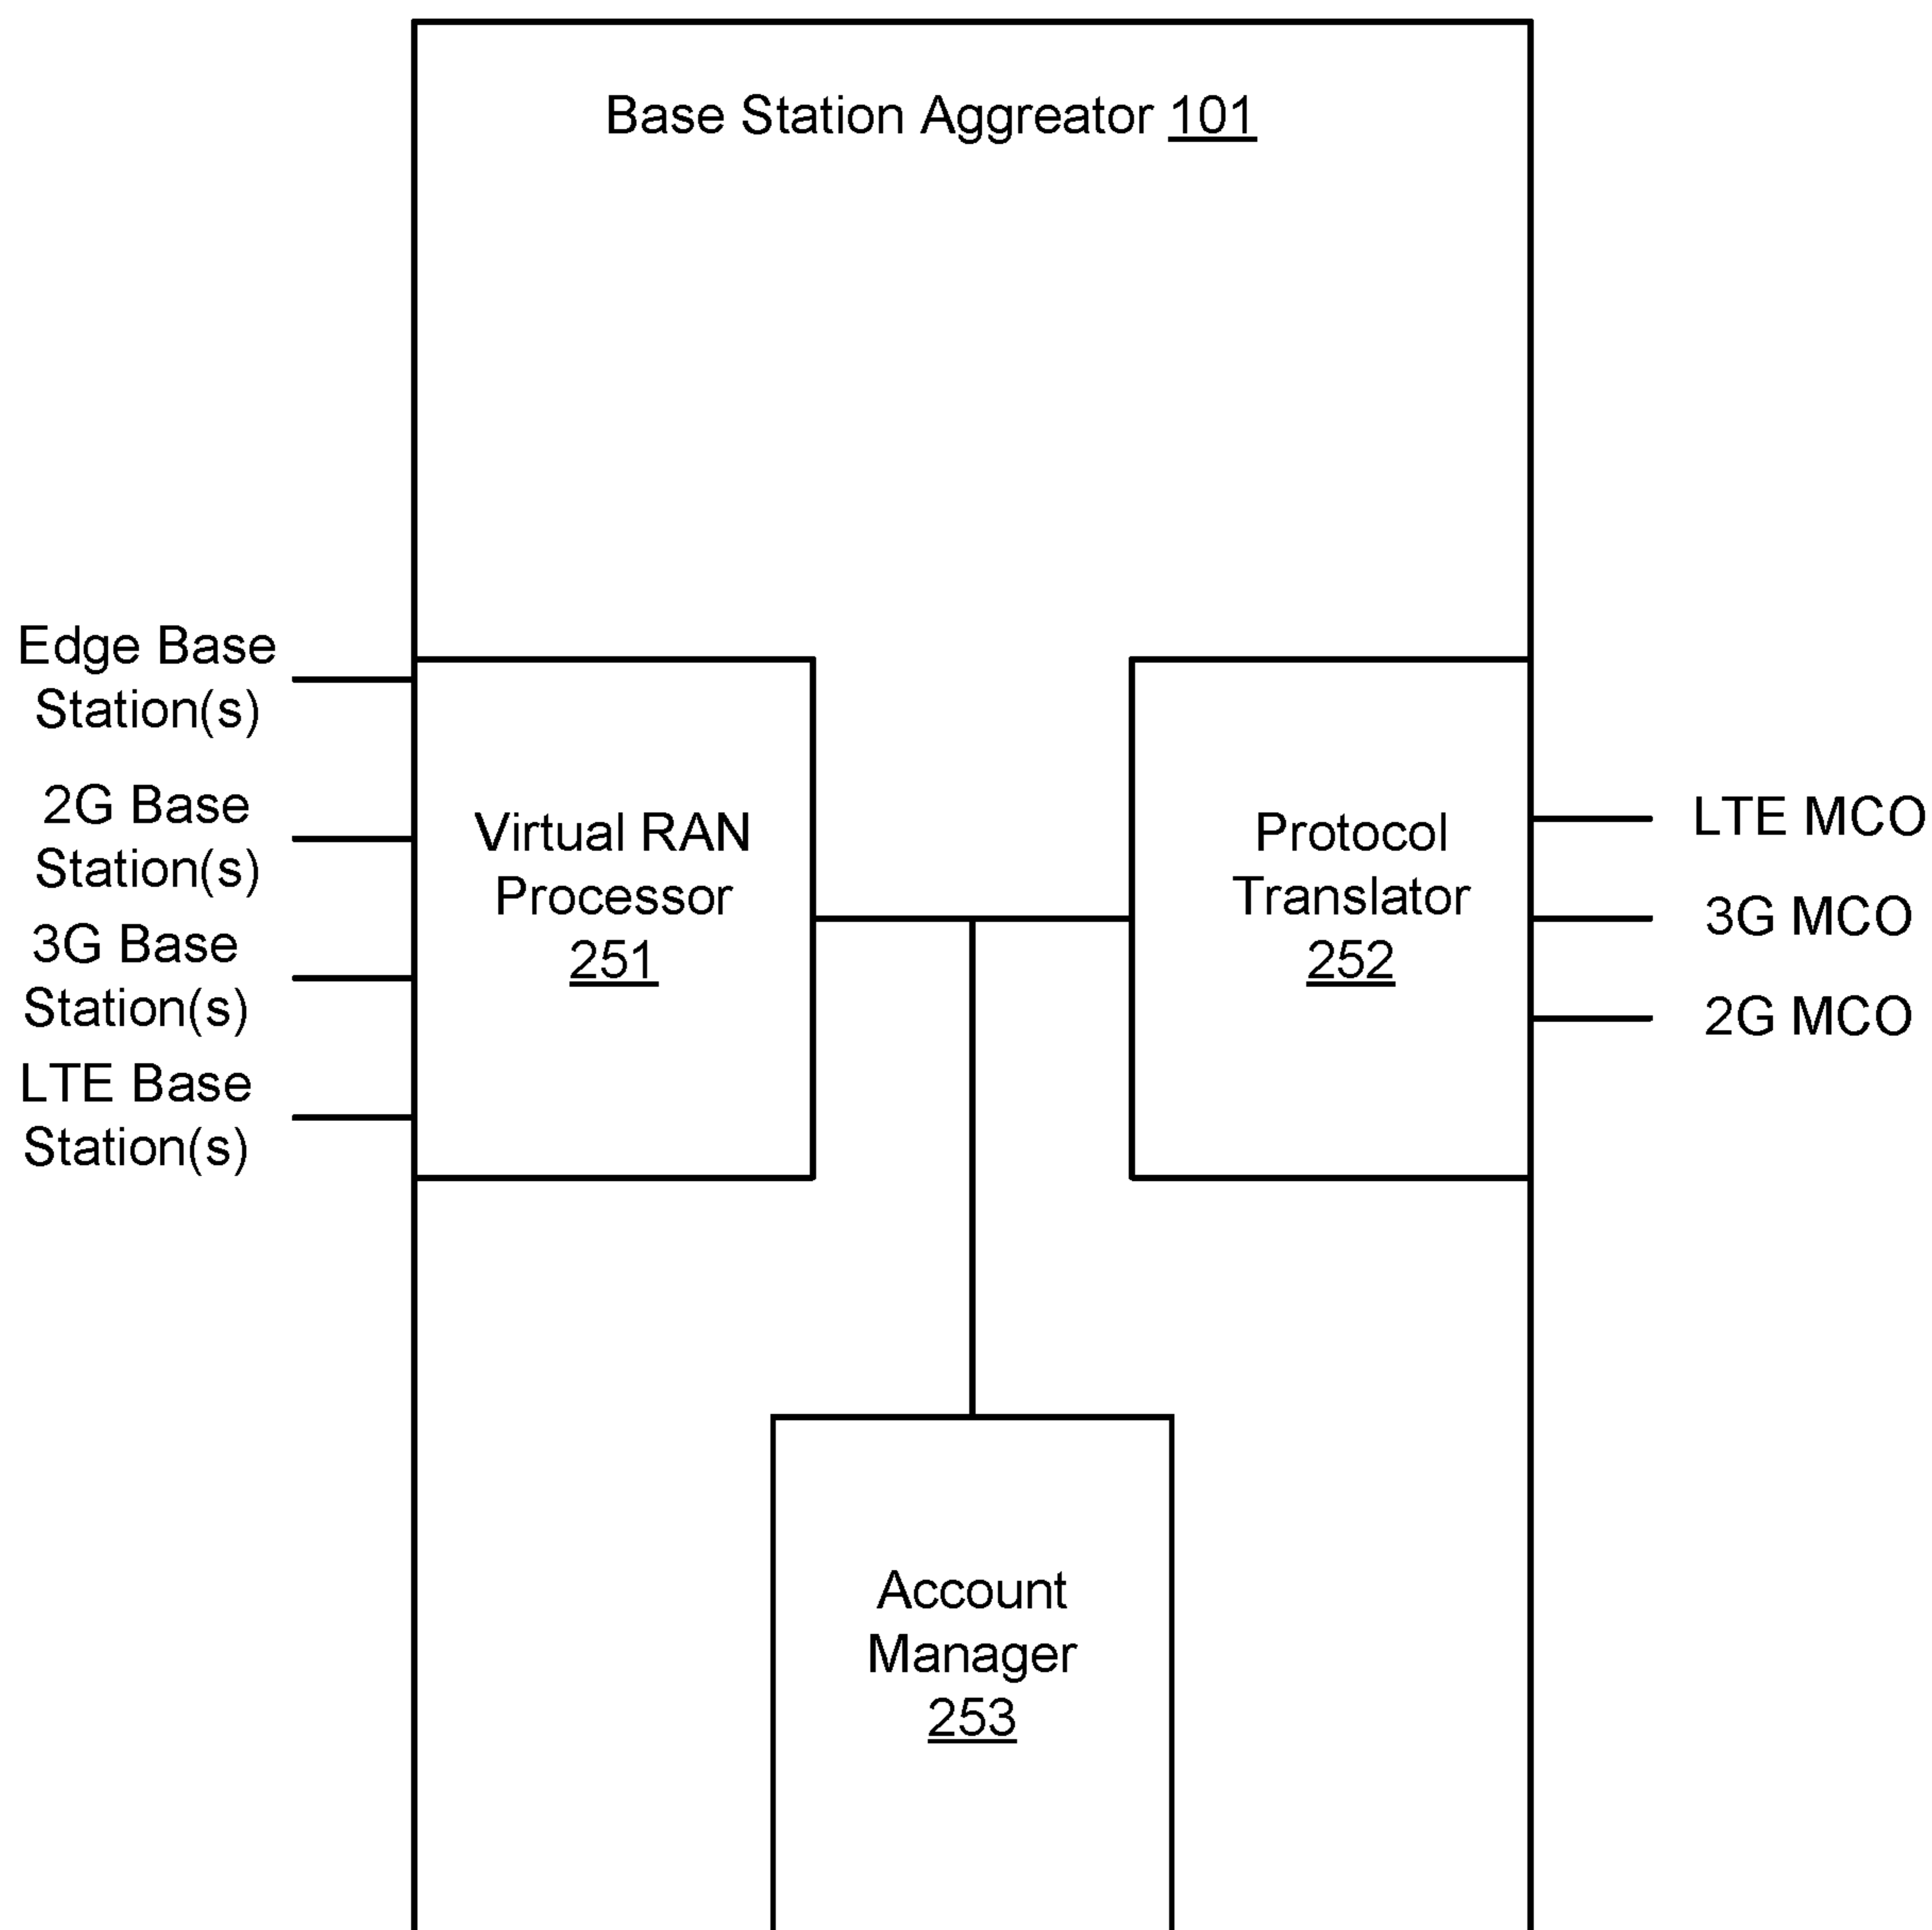 Base Station Aggreator 101
Edge Base
Station(s)
2G Base
Station(s)
3G Base
Station(s)
LTE Base
Station(s)
Virtual RAN
Processor
251
Protocol
Translator
252
LTE MCO
3G MCO
2G MCO
Account
Manager
253